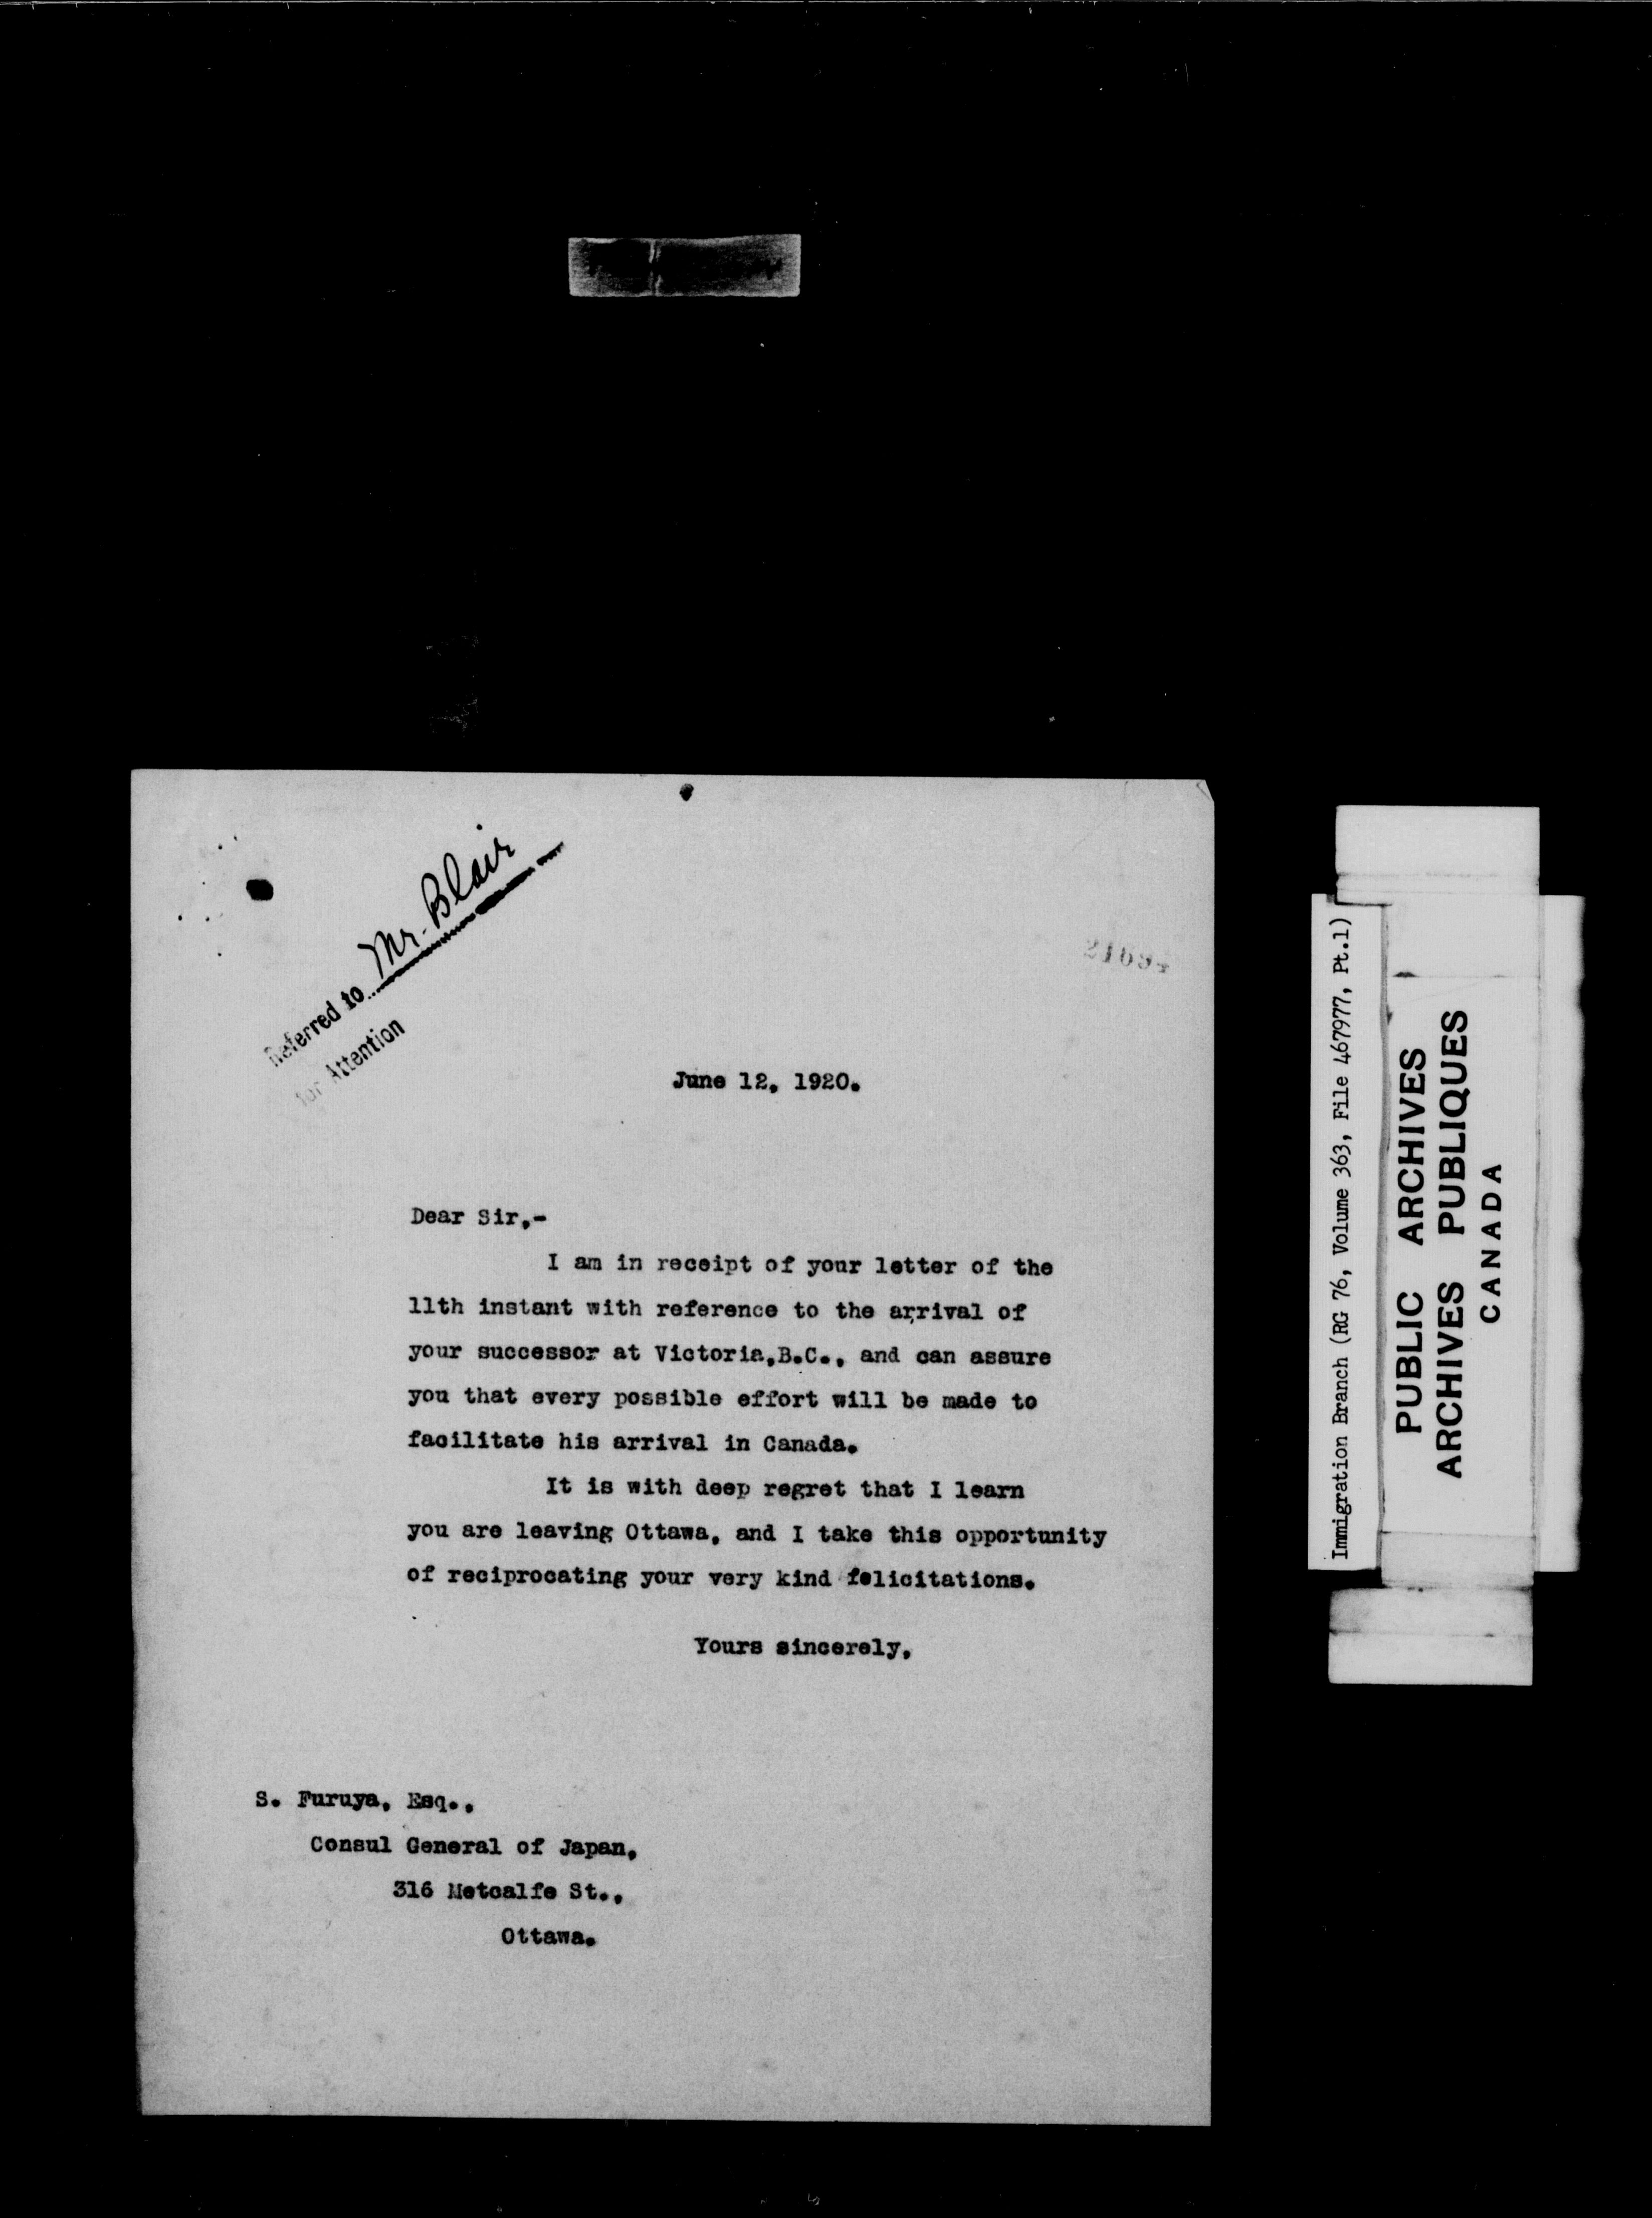 Referred to Mr. Blair
for Attention
21694
June 12, 1920.
Dear Sir,-
I am in receipt of your letter of the
11th instant with reference to the arrival of
your successor at Victoria,B.C., and can assure
you that every possible effort will be made to
facilitate his arrival in Canada.
It is with deep regret that I learn
you are leaving Ottawa, and I take this opportunity
of reciprocating your very kind felicitations.
Yours sincerely,
S. Furuya, Esq.,
Consul General of Japan,
316 Metcalfe St.,
Ottawa.
Immigration Branch (RG 76, Volume 363, File 467977, Pt.1)
PUBLIC ARCHIVES
ARCHIVES PUBLIQUES
CANADA